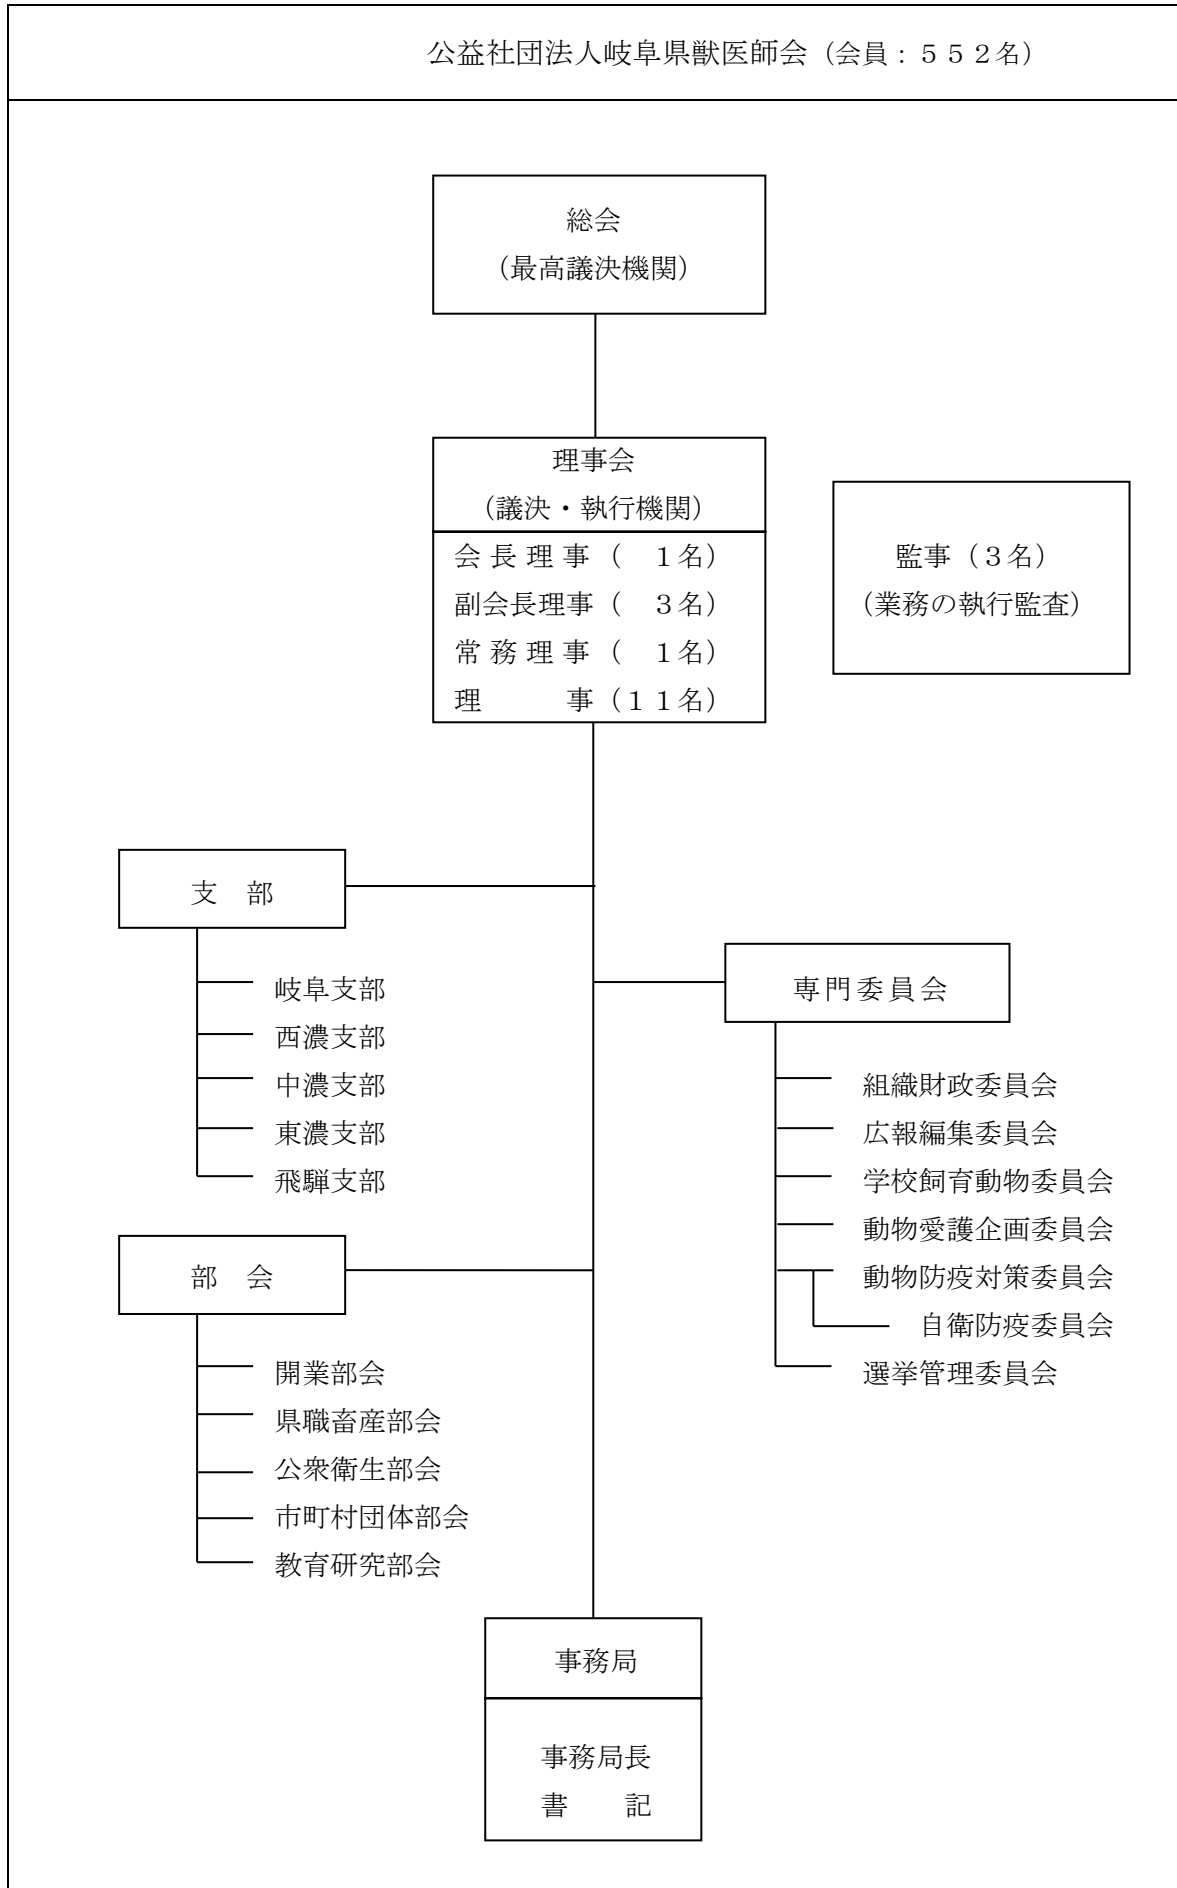 公益社団法人岐阜県獣医師会（会員：５５２名）
総会
（最高議決機関）
理事会
（議決・執行機関）
会長理事（　１名）
副会長理事（　３名）
常務理事（　１名）
理　　　事（１１名）
監事（３名）
（業務の執行監査）
支　部
岐阜支部
西濃支部
中濃支部
東濃支部
飛騨支部
専門委員会
組織財政委員会
広報編集委員会
学校飼育動物委員会
動物愛護企画委員会
動物防疫対策委員会
自衛防疫委員会
選挙管理委員会
部　会
開業部会
県職畜産部会
公衆衛生部会
市町村団体部会
教育研究部会
事務局
事務局長
書　　記